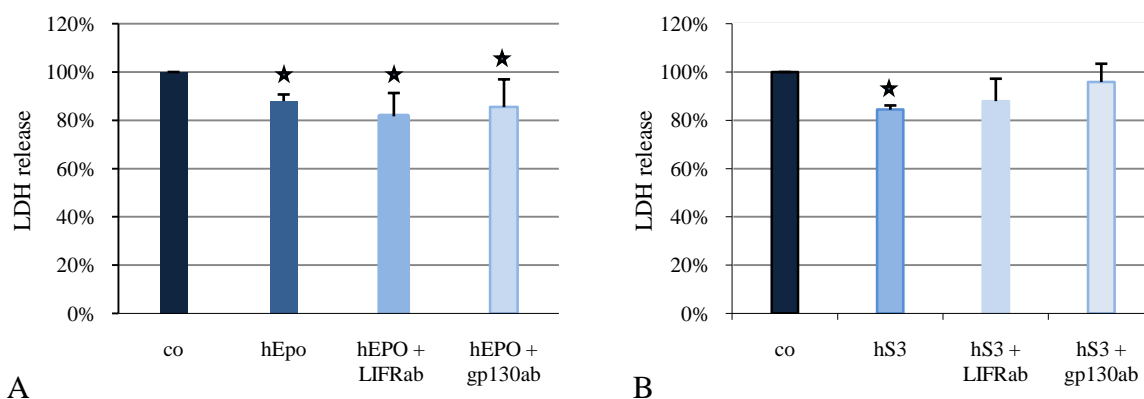 120%
100%
80%
60%
40%
20%
0%
LDH release
co
hEpo
hEPO +
LIFRab
hEPO +
gp130ab
A
120%
100%
80%
60%
40%
20%
0%
LDH release
co
hS3
hS3 +
LIFRab
hS3 +
gp130ab
B